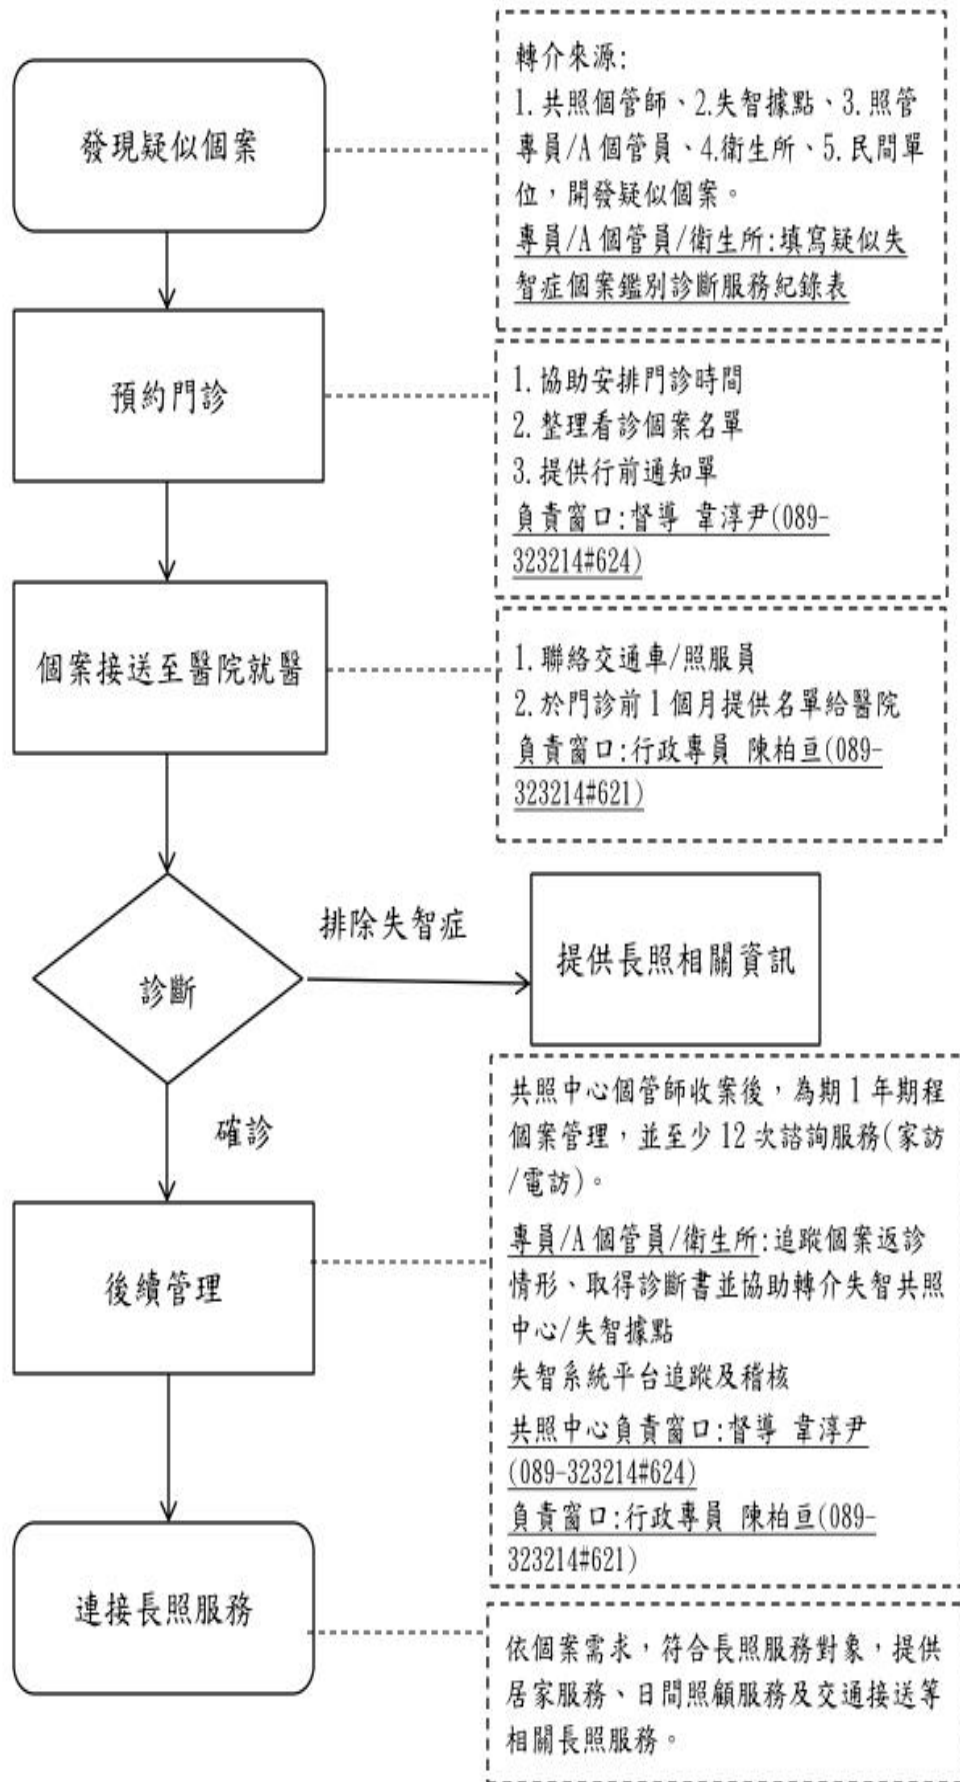 發現疑似個案
轉介來源:
1.共照個管師、2.失智據點、3.照管
專員/A個管員、4.衛生所、5.民間單
位,開發疑似個案。
專員/A個管員/衛生所:填寫疑似失
智症個案鑑別診斷服務紀錄表
預約門診
1.協助安排門診時間
2.整理看診個案名單
3.提供行前通知單
負責窗口:督導 韋淳尹(089-
323214#624)
個案接送至醫院就醫
1.聯絡交通車/照服員
2.於門診前1個月提供名單給醫院
負責窗口:行政專員 陳柏亘(089-
323214#621)
診斷
排除失智症
提供長照相關資訊
確診
後續管理
共照中心個管師收案後,為期1年期程
個案管理,並至少12次諮詢服務(家訪
/電訪)。
專員/A個管員/衛生所:追蹤個案返診
情形、取得診斷書並協助轉介失智共照
中心/失智據點
失智系統平台追蹤及稽核
共照中心負責窗口:督導 韋淳尹
(089-323214#624)
負責窗口:行政專員 陳柏亘(089-
323214#621)
連接長照服務
依個案需求,符合長照服務對象,提供
居家服務、日間照顧服務及交通接送等
相關長照服務。